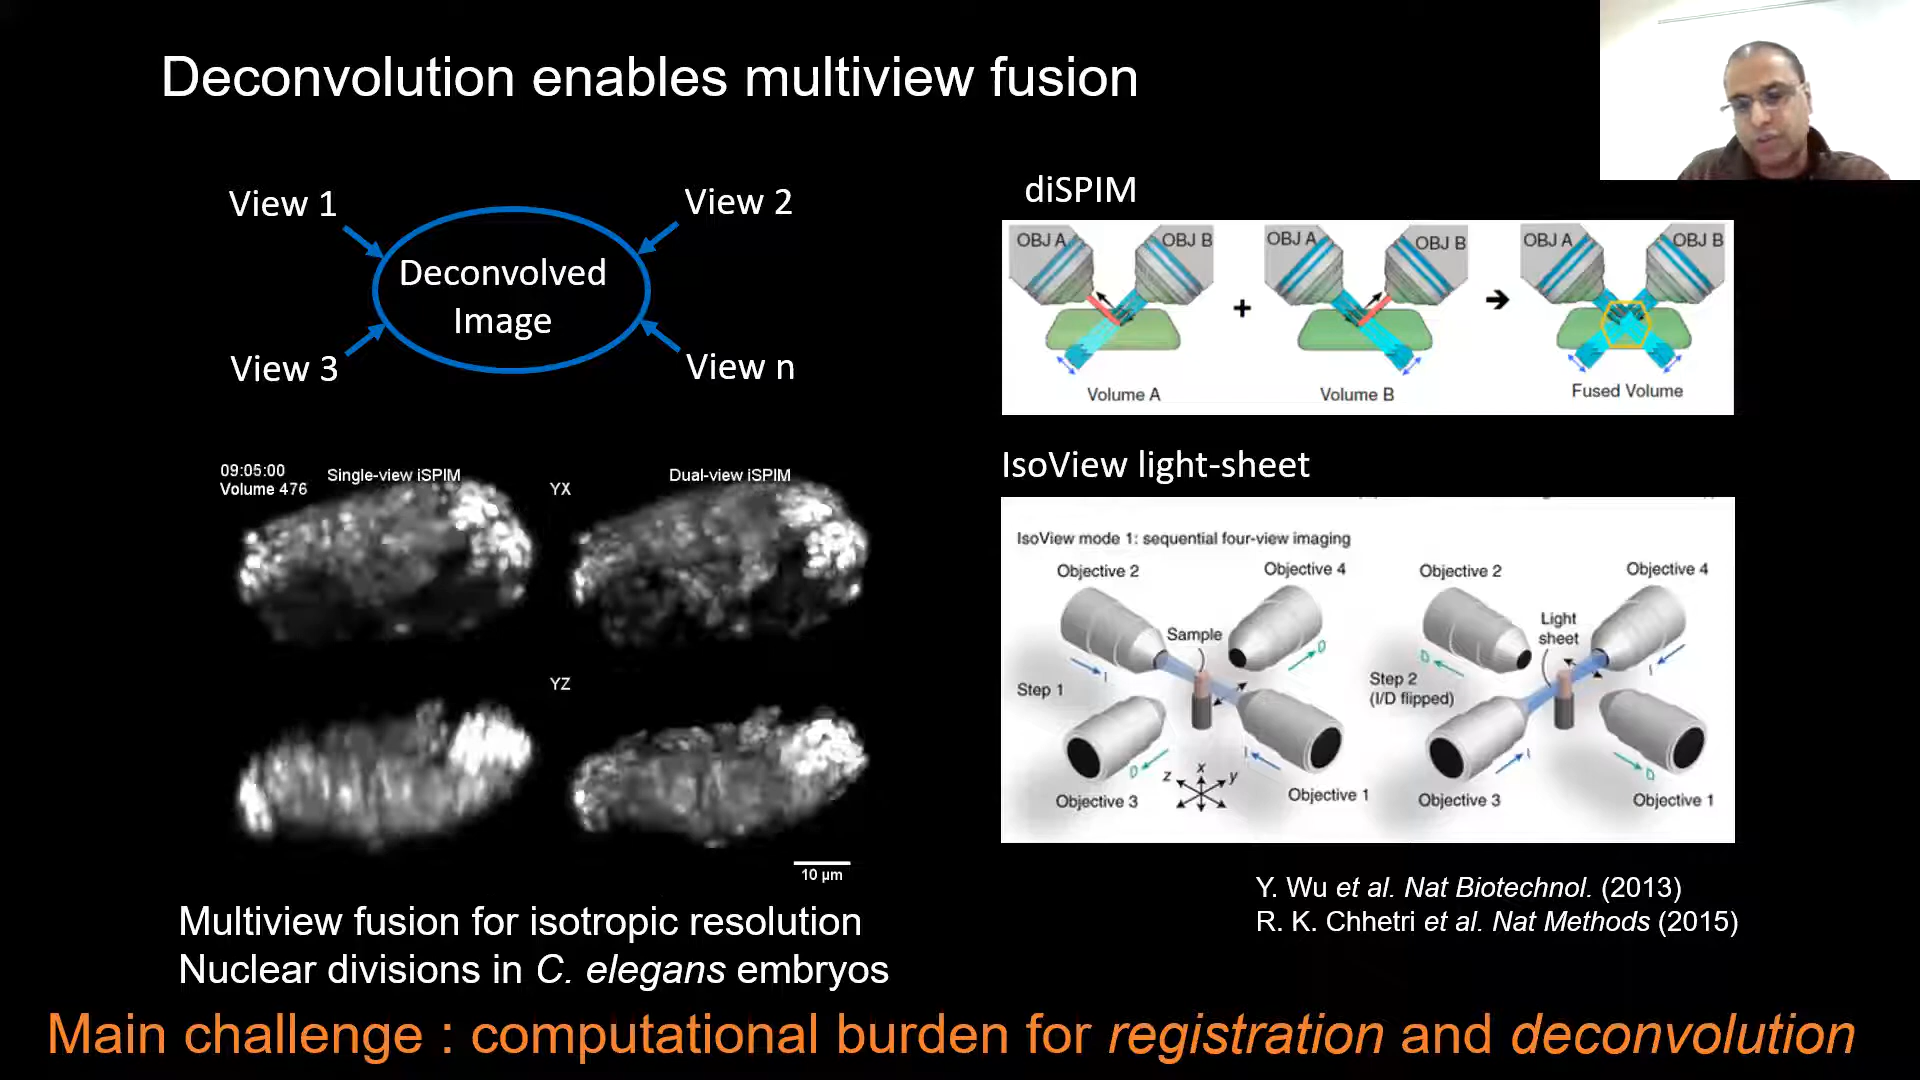 Deconvolution enables multiview fusion
View 1
View 2
Deconvolved
Image
View 3
View n
diSPIM
OBJ A
OBJ B
OBJ A
OBJ B
OBJ A
OBJ B
+
Volume A
Volume B
Fused Volume
09:05:00
Volume 476
Single-view iSPIM
YX
Dual-view iSPIM
YZ
10 µm
IsoView light-sheet
IsoView mode 1: sequential four-view imaging
Objective 2
Objective 4
Sample
D
I
Step 1
I
D
z x y
Objective 3
Objective 1
Objective 2
Objective 4
Light
sheet
D
I
Step 2
(I/D flipped)
I
D
Objective 3
Objective 1
Y. Wu et al. Nat Biotechnol. (2013)
R. K. Chhetri et al. Nat Methods (2015)
Multiview fusion for isotropic resolution
Nuclear divisions in C. elegans embryos
Main challenge : computational burden for registration and deconvolution